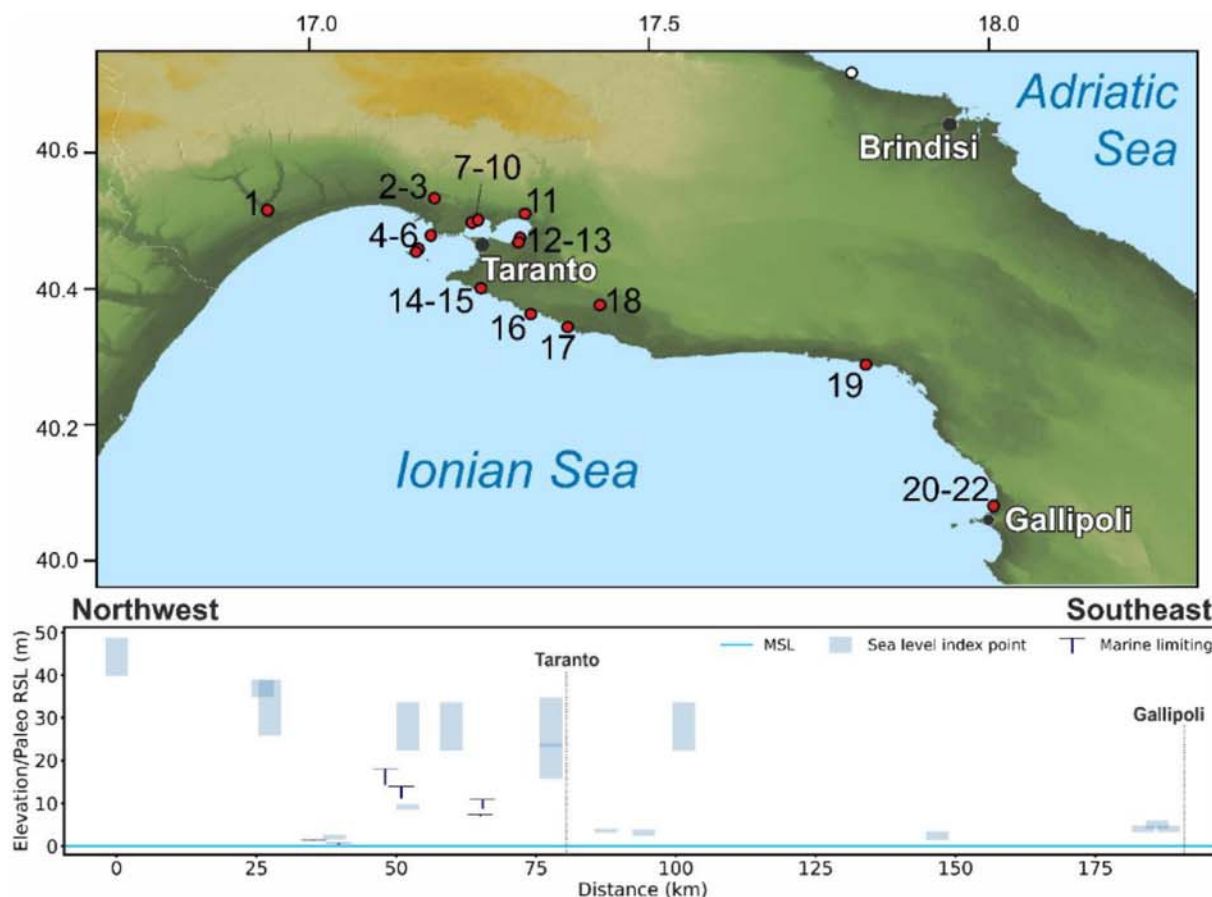 17.0 17.5 18.0
Adriatic
Sea
40.6
Brindisi
7-10
2-3
11
1
4-6
12-13
Taranto
40.4
14-15
18
16
17
19
40.2
Ionian Sea
20-22
Gallipoli
40.0
Northwest Southeast
Elevation/Paleo RSL (m)
50
40
30
20
10
0
MSL Sea level index point Marine limiting
Taranto
Gallipoli
0 25 50 75 100 125 150 175
Distance (km)